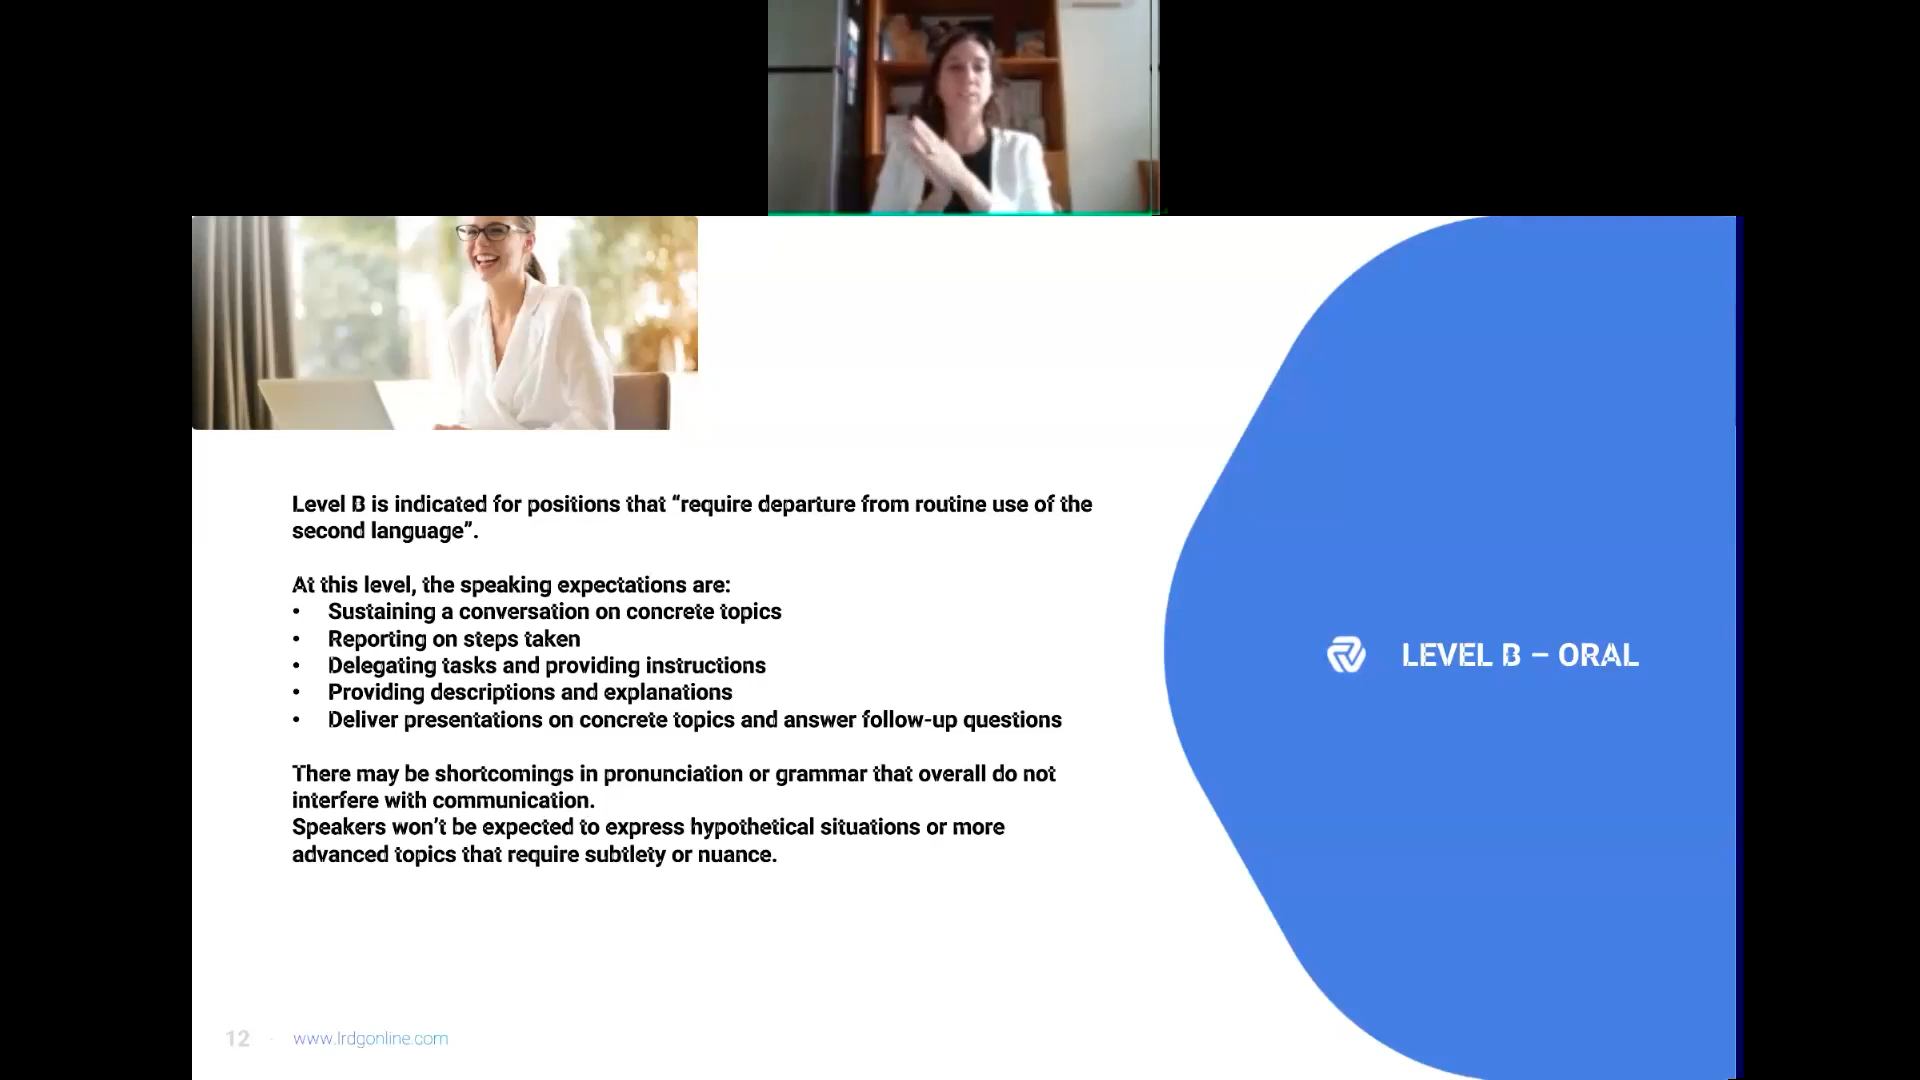 Level B is indicated for positions that “require departure from routine use of the
second language”.
At this level, the speaking expectations are:
• Sustaining a conversation on concrete topics
• Reporting on steps taken
• Delegating tasks and providing instructions
• Providing descriptions and explanations
• Deliver presentations on concrete topics and answer follow-up questions
There may be shortcomings in pronunciation or grammar that overall do not
interfere with communication.
Speakers won’t be expected to express hypothetical situations or more
advanced topics that require subtlety or nuance.
LEVEL B – ORAL
12 - www.lrdgonline.com